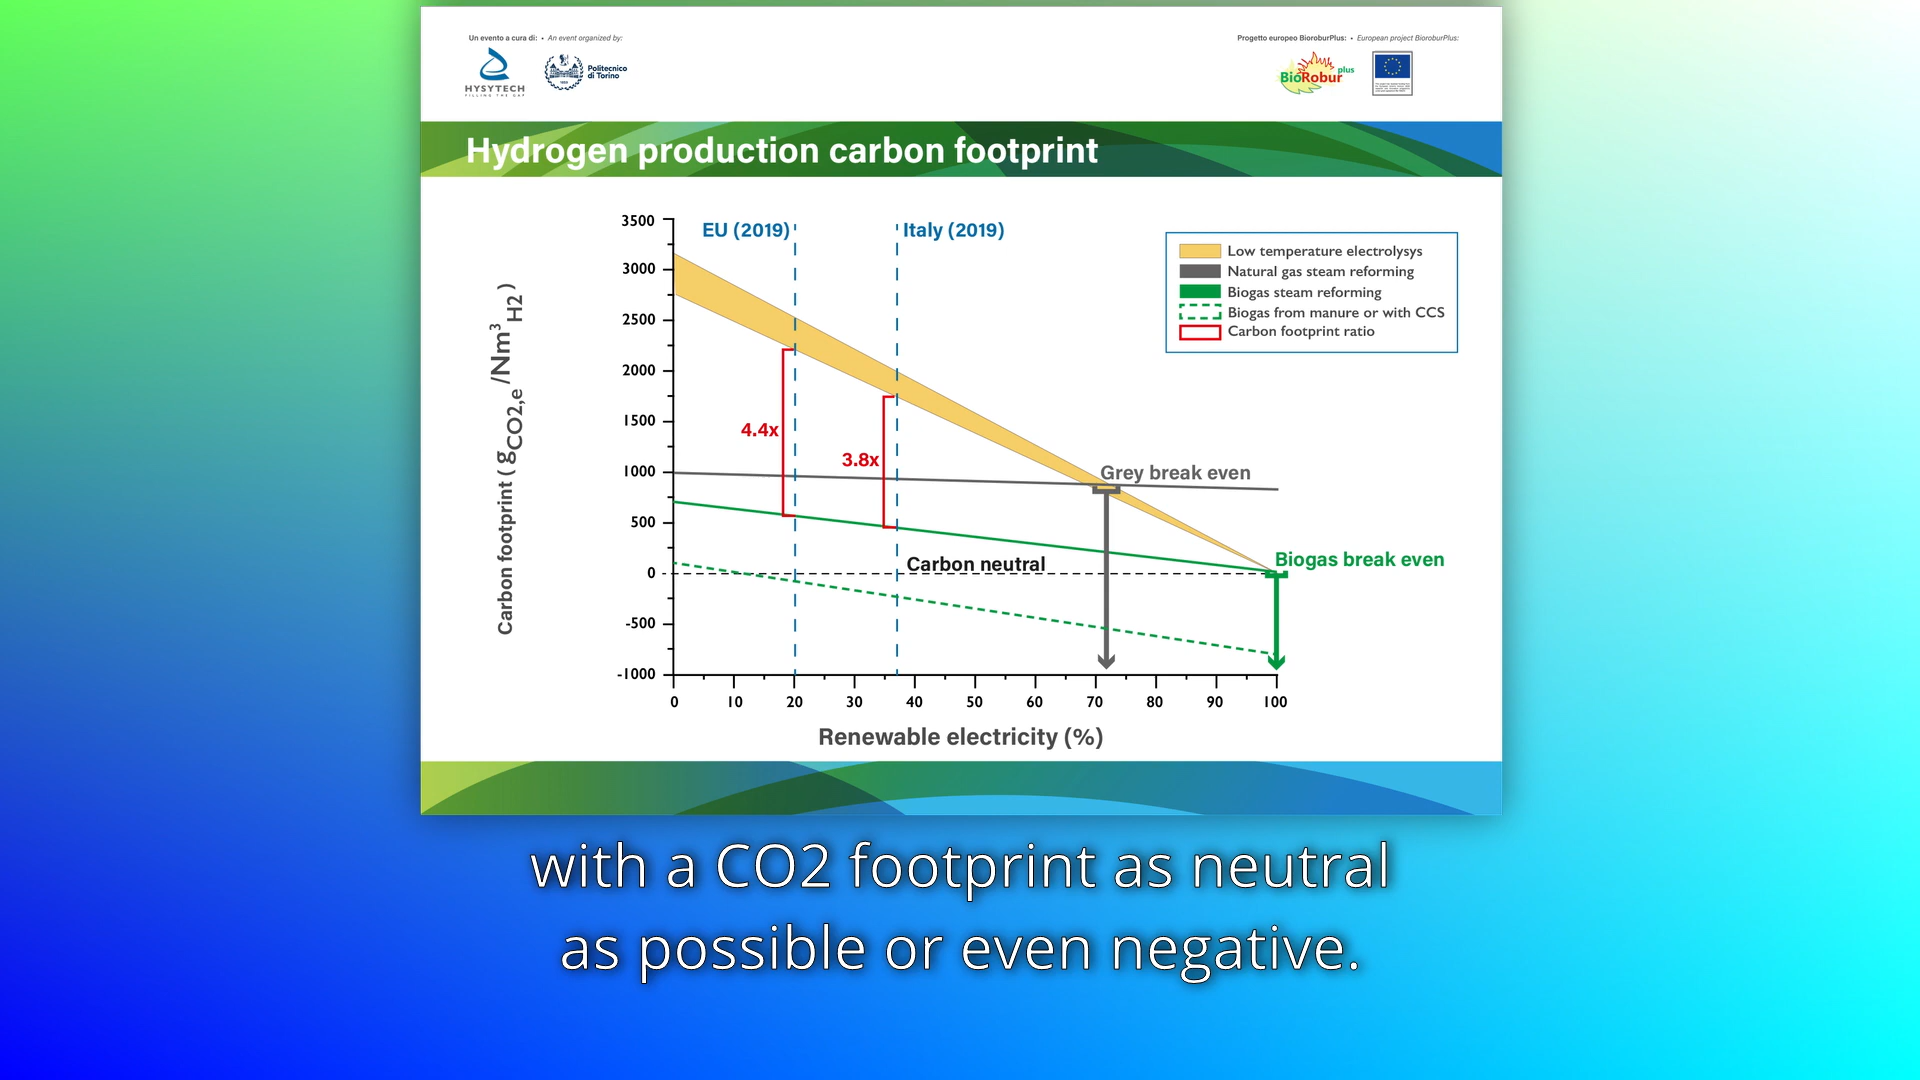 Un evento a cura di: • An event organized by:
Progetto europeo BioroburPlus: • European project BioroburPlus:
HYSYTECH
FILLING THE GAP
Politecnico
di Torino
BioRobur plus
Hydrogen production carbon footprint
Carbon footprint ( gCO2,e /Nm3 H2 )
3500
3000
2500
2000
1500
1000
500
0
-500
-1000
EU (2019)
Italy (2019)
Low temperature electrolysys
Natural gas steam reforming
Biogas steam reforming
Biogas from manure or with CCS
Carbon footprint ratio
4.4x
3.8x
Grey break even
Carbon neutral
Biogas break even
0 10 20 30 40 50 60 70 80 90 100
Renewable electricity (%)
with a CO2 footprint as neutral
as possible or even negative.